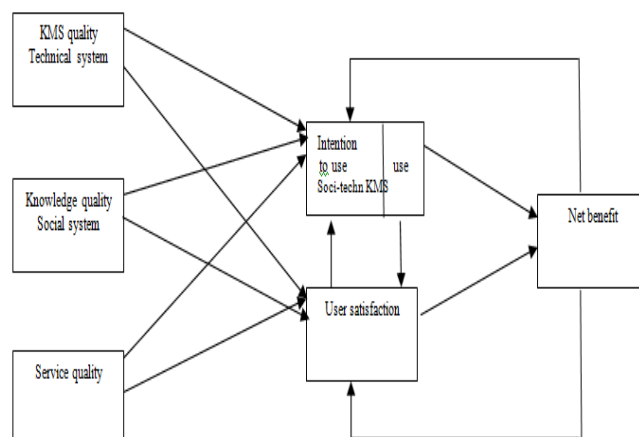 KMS quality
Technical system
Intention
to use use
Soci-techn KMS
Knowledge quality
Social system
Net benefit
User satisfaction
Service quality